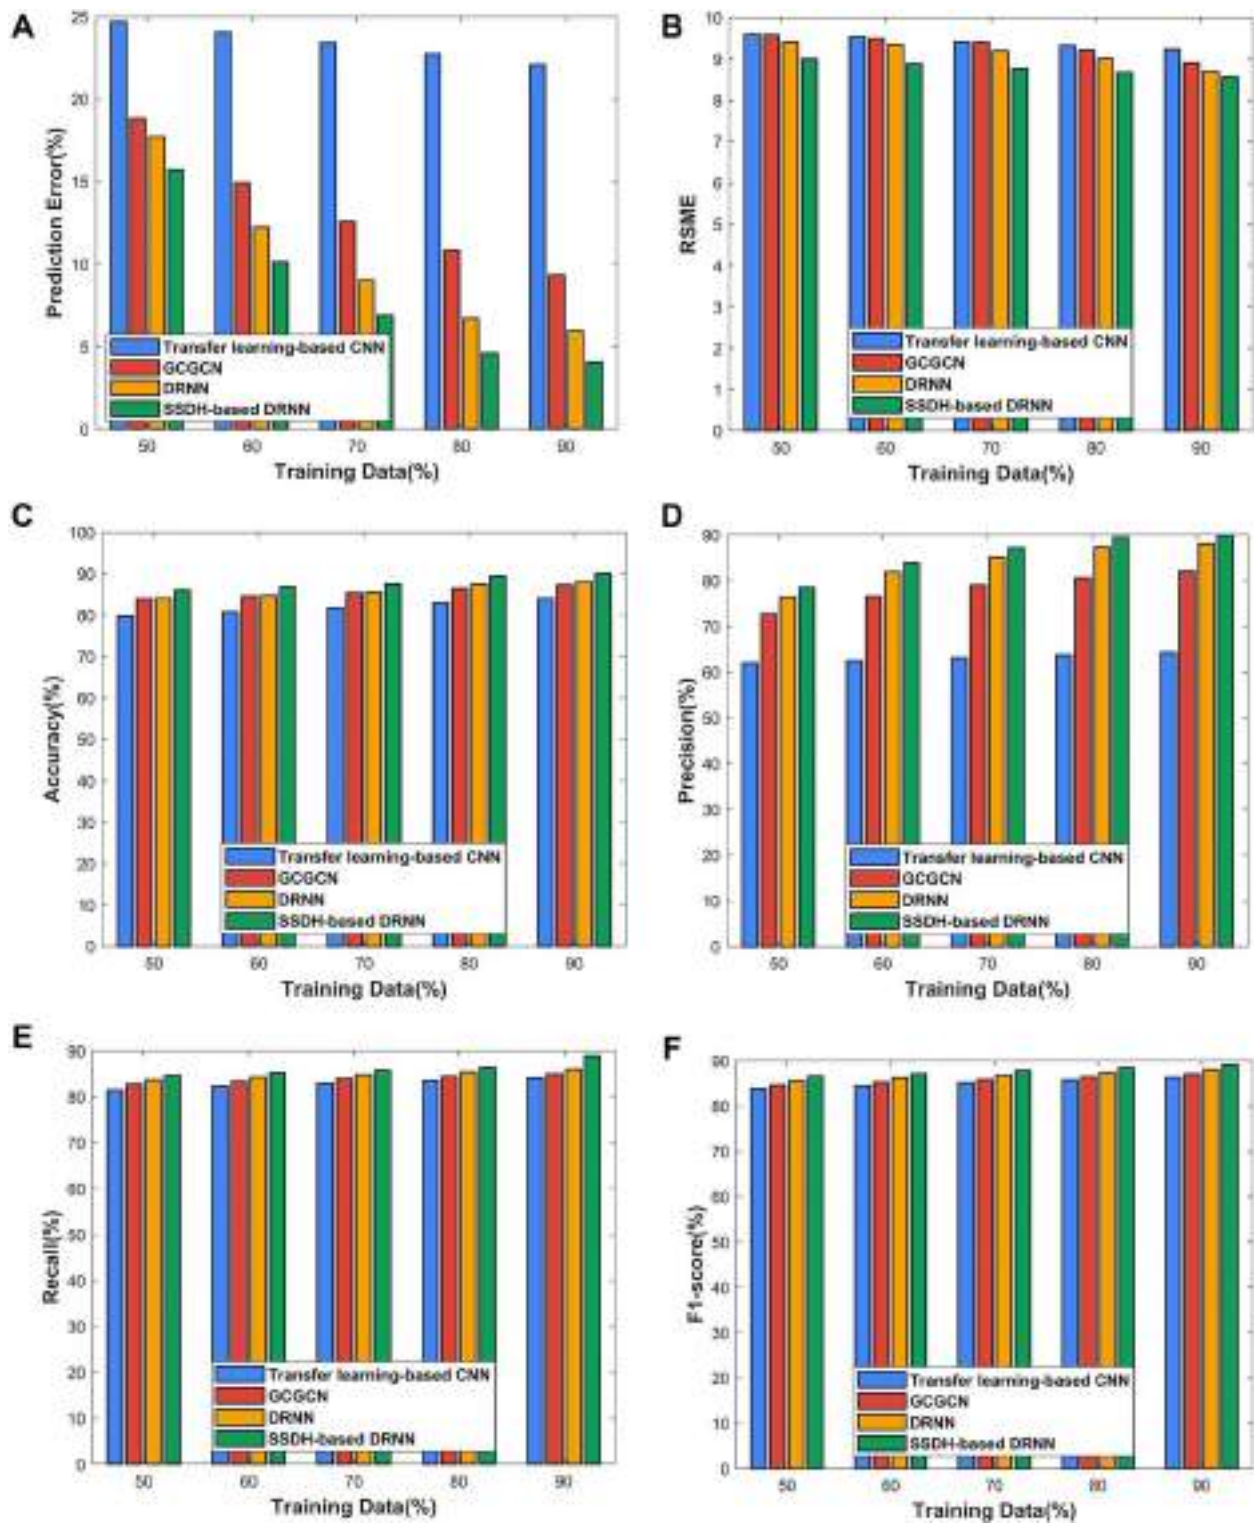 A
Prediction Error(%)
25
20
15
10
5
0
Transfer learning-based CNN
GCGCN
DRNN
SSDH-based DRNN
50 60 70 80 90
Training Data(%)
B
RSME
10
9
8
7
6
5
4
3
2
1
0
Transfer learning-based CNN
GCGCN
DRNN
SSDH-based DRNN
50 60 70 80 90
Training Data(%)
C
Accuracy(%)
100
90
80
70
60
50
40
30
20
10
0
Transfer learning-based CNN
GCGCN
DRNN
SSDH-based DRNN
50 60 70 80 90
Training Data(%)
D
Precision(%)
90
80
70
60
50
40
30
20
10
0
Transfer learning-based CNN
GCGCN
DRNN
SSDH-based DRNN
50 60 70 80 90
Training Data(%)
E
Recall(%)
90
80
70
60
50
40
30
20
10
0
Transfer learning-based CNN
GCGCN
DRNN
SSDH-based DRNN
50 60 70 80 90
Training Data(%)
F
F1-score(%)
90
80
70
60
50
40
30
20
10
0
Transfer learning-based CNN
GCGCN
DRNN
SSDH-based DRNN
50 60 70 80 90
Training Data(%)